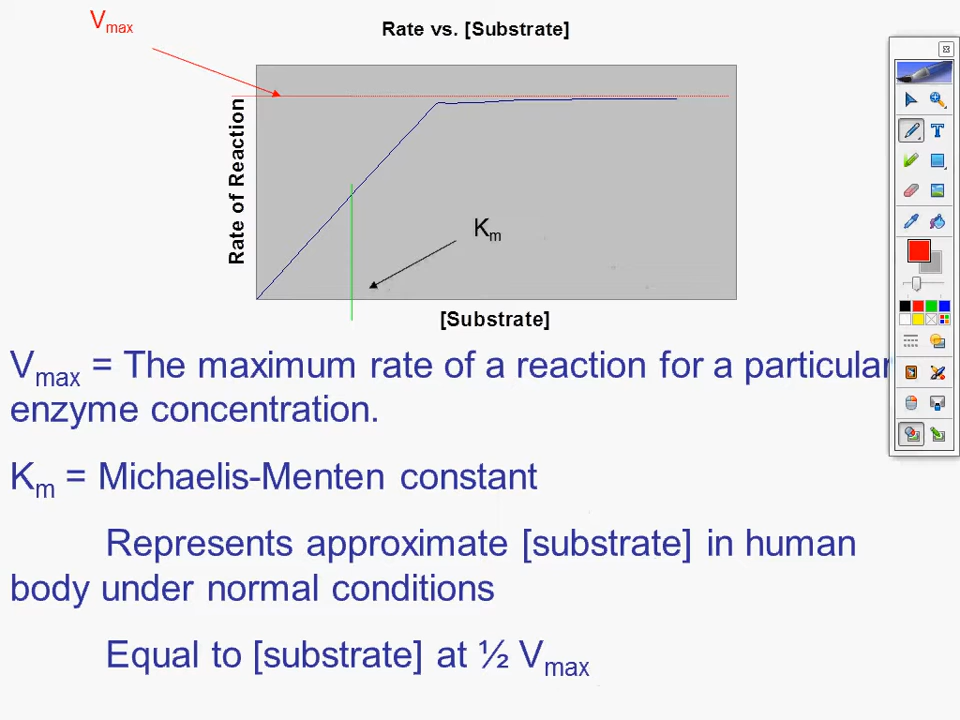 Vmax
Rate vs. [Substrate]
Rate of Reaction
Km
[Substrate]
Vmax = The maximum rate of a reaction for a particular
enzyme concentration.
Km = Michaelis-Menten constant
Represents approximate [substrate] in human
body under normal conditions
Equal to [substrate] at ½ Vmax
T